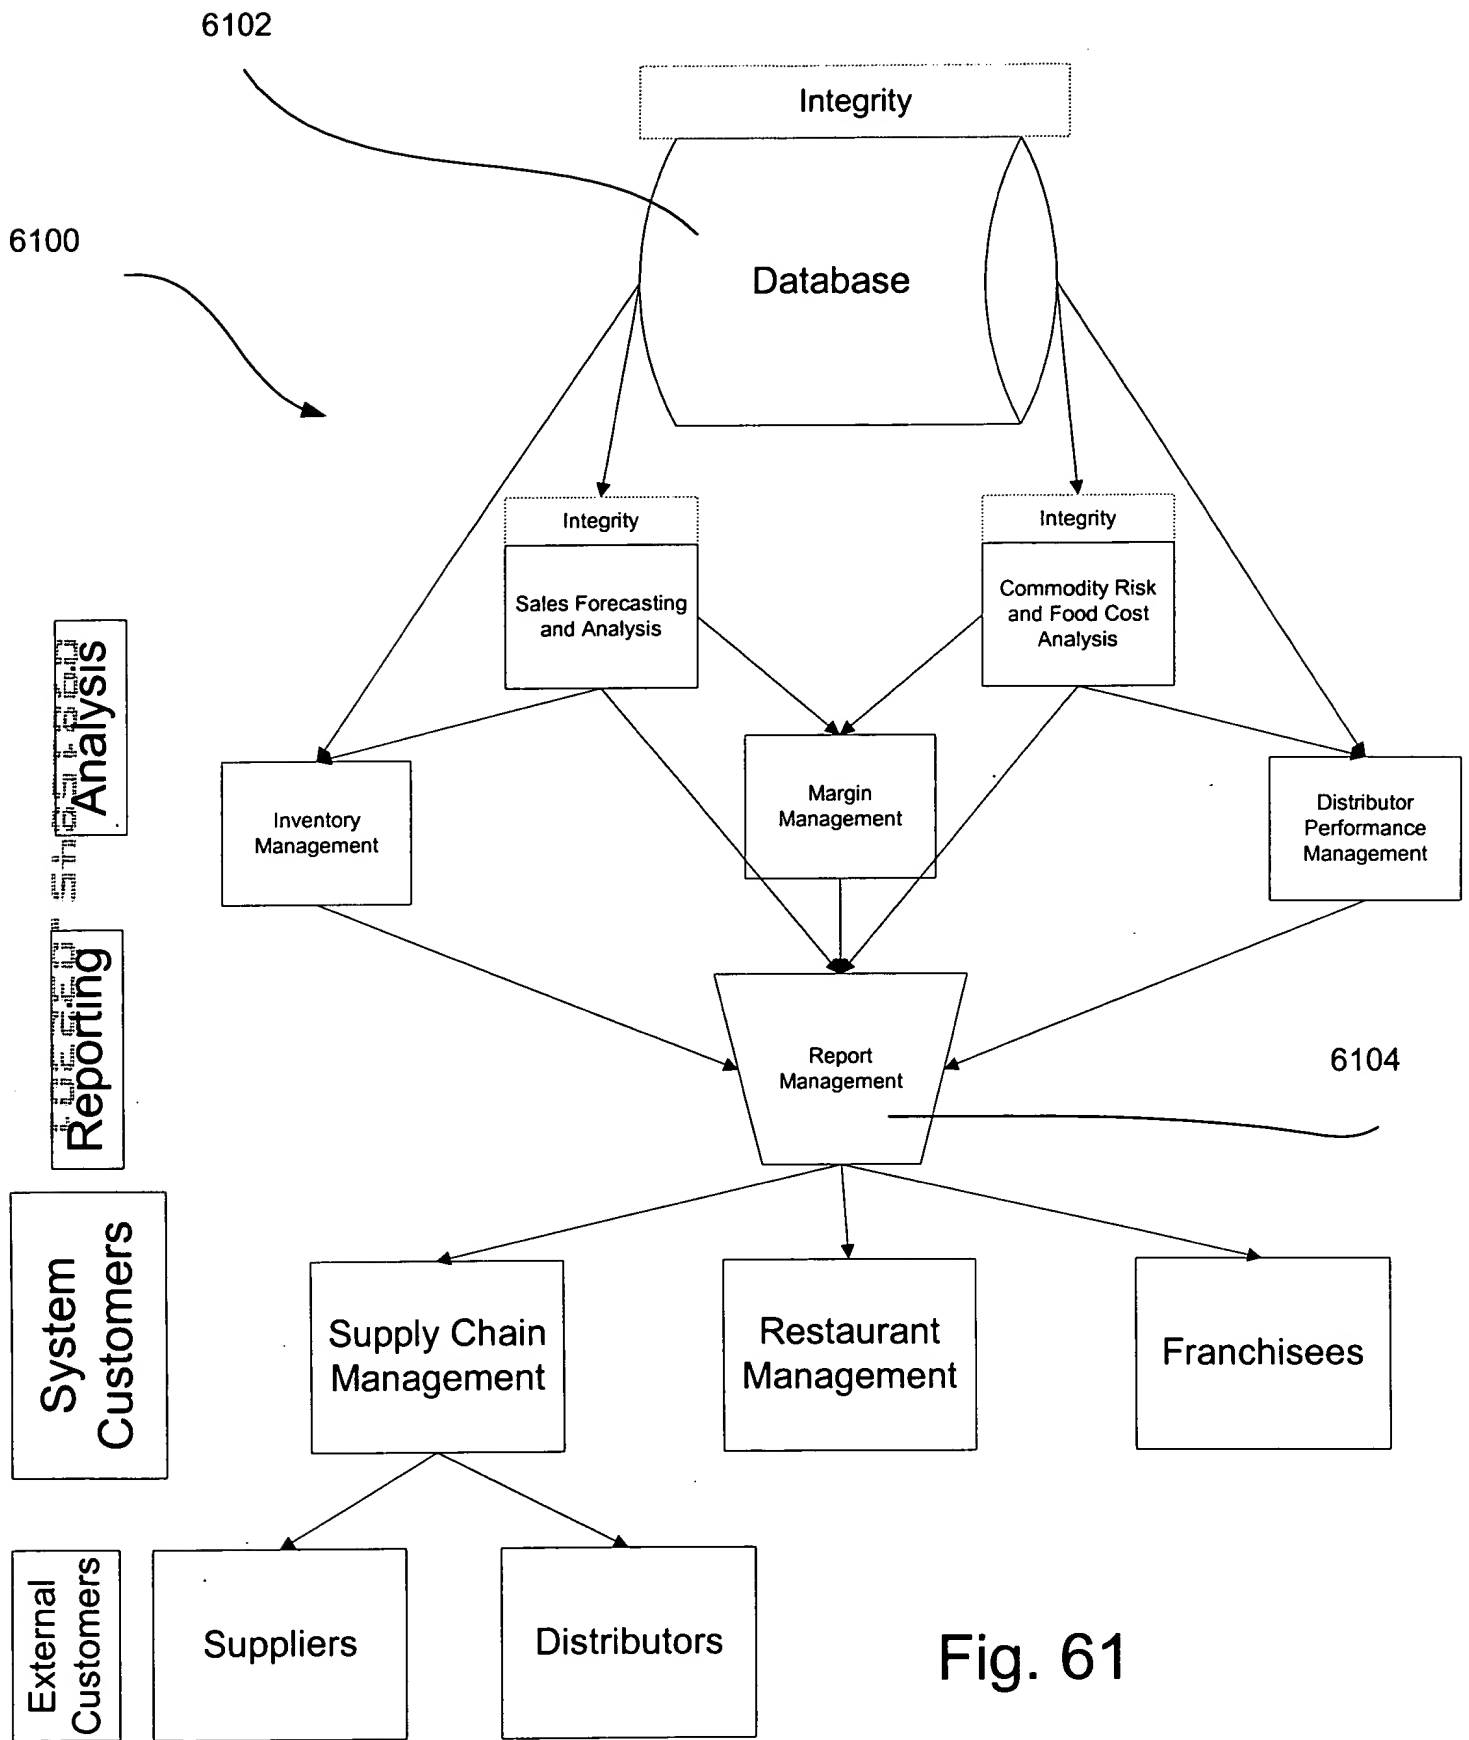 6102
Integrity
6100
Database
Integrity
Integrity
Sales Forecasting
and Analysis
Commodity Risk
and Food Cost
Analysis
Analysis
Inventory
Management
Margin
Management
Distributor
Performance
Management
Reporting
Report
Management
6104
System
Customers
Supply Chain
Management
Restaurant
Management
Franchisees
External
Customers
Suppliers
Distributors
Fig. 61